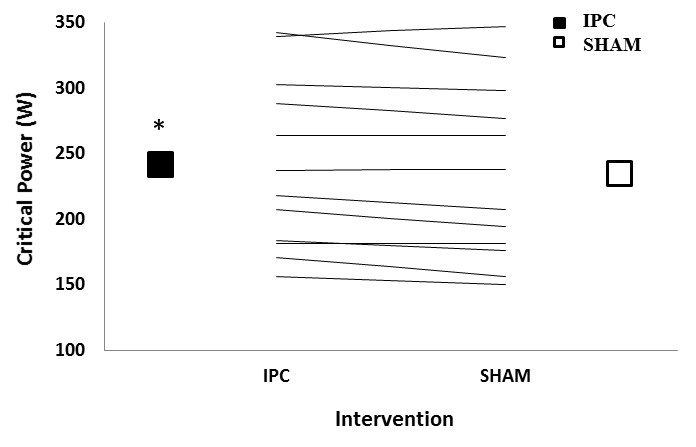 350
IPC
SHAM
300
250
200
150
100
*
Critical Power (W)
IPC
SHAM
Intervention